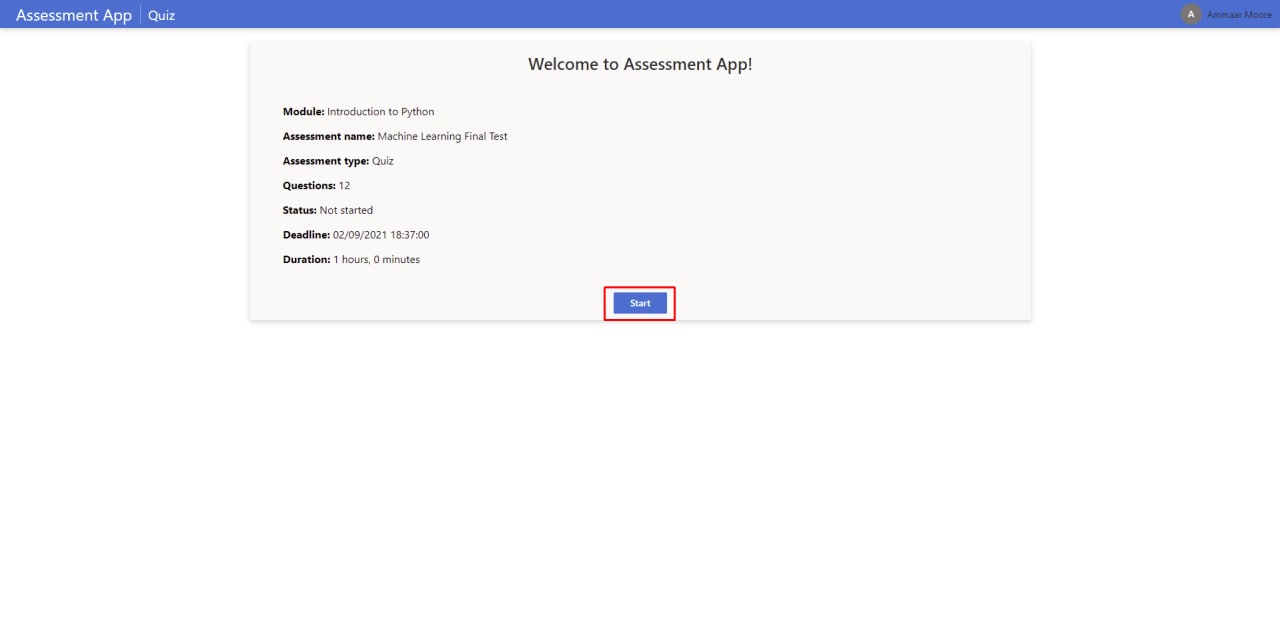 Assessment App | Quiz
A Ammaar Moore
Welcome to Assessment App!
Module: Introduction to Python
Assessment name: Machine Learning Final Test
Assessment type: Quiz
Questions: 12
Status: Not started
Deadline: 02/09/2021 18:37:00
Duration: 1 hours, 0 minutes
Start